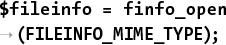 $fileinfo = finfo_open
→ (FILEINFO_MIME_TYPE);